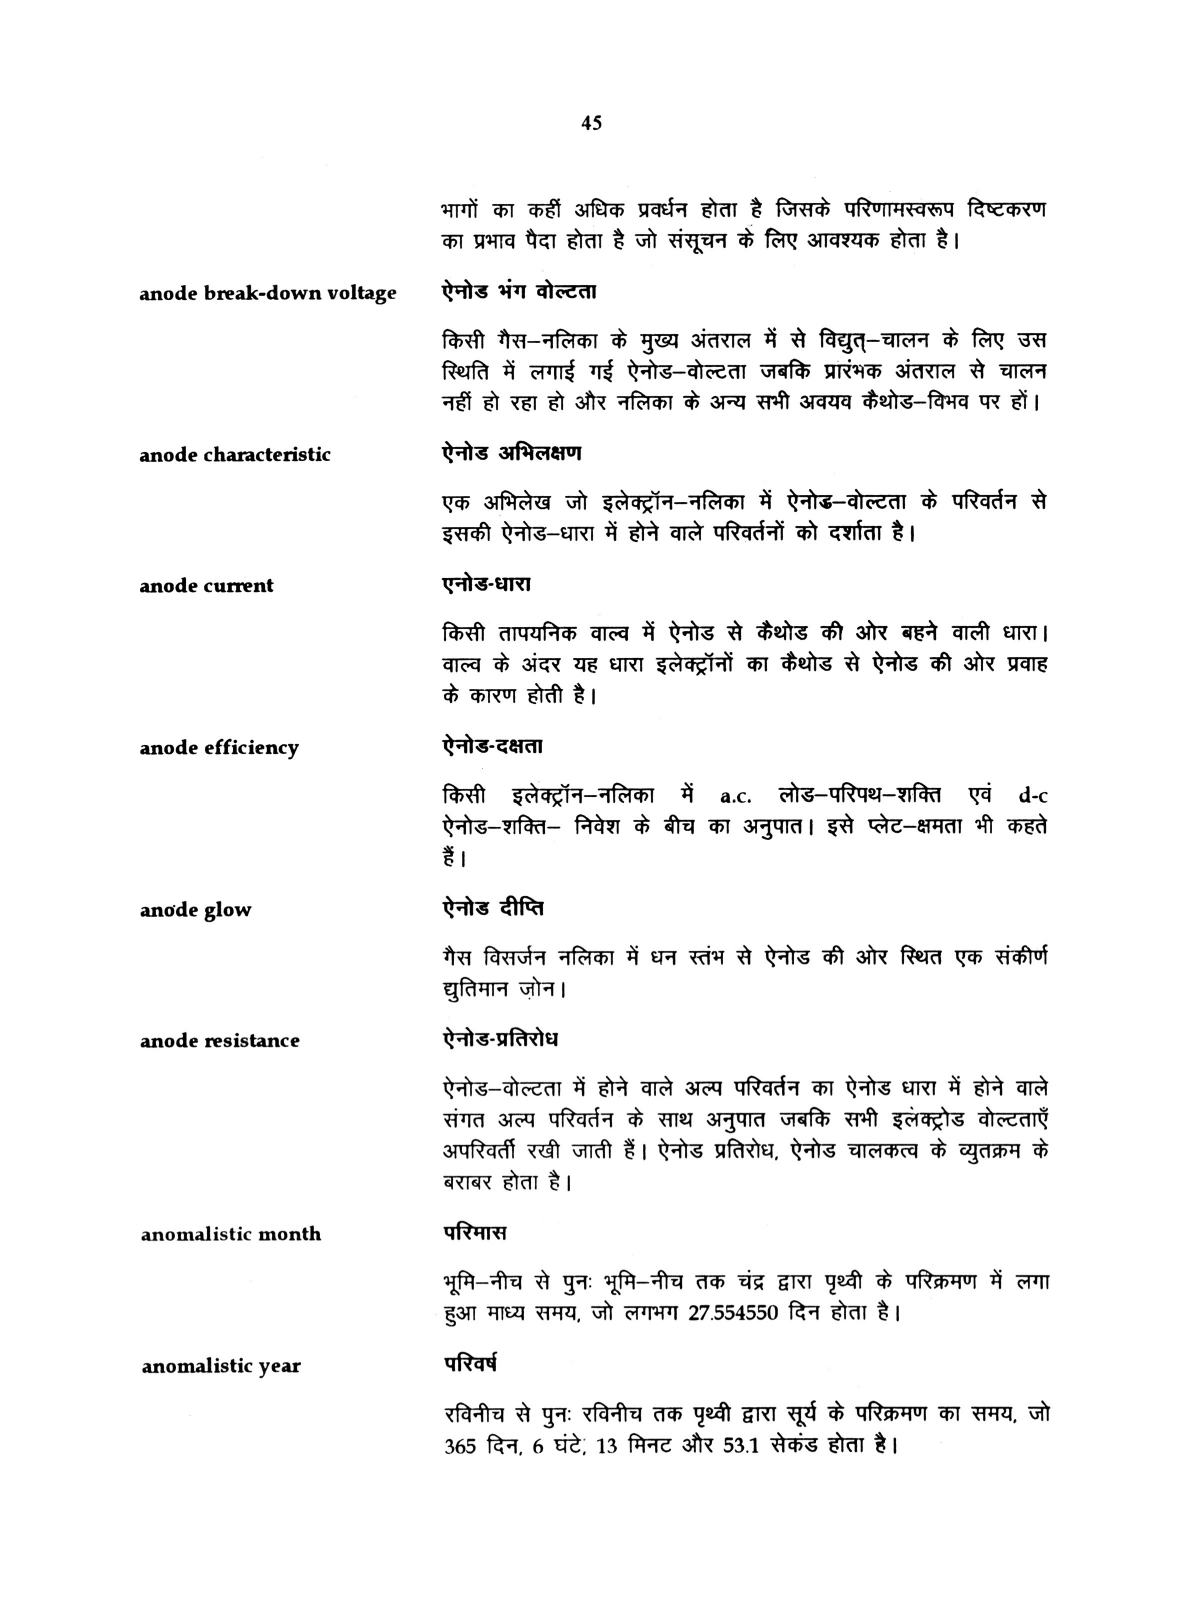 45
भागों का कहीं अधिक प्रवर्धन होता है जिसके परिणामस्वरूप दिष्टकरण
का प्रभाव पैदा होता है जो संसूचन के लिए आवश्यक होता है।
anode break-down voltage ऐनोड भंग वोल्टता
किसी गैस–नलिका के मुख्य अंतराल में से विद्युत्–चालन के लिए उस
स्थिति में लगाई गई ऐनोड–वोल्टता जबकि प्रारंभक अंतराल से चालन
नहीं हो रहा हो और नलिका के अन्य सभी अवयव कैथोड–विभव पर हों।
anode characteristic ऐनोड अभिलक्षण
एक अभिलेख जो इलेक्ट्रॉन–नलिका में ऐनोड–वोल्टता के परिवर्तन से
इसकी ऐनोड–धारा में होने वाले परिवर्तनों को दर्शाता है।
anode current एनोड-धारा
किसी तापयनिक वाल्व में ऐनोड से कैथोड की ओर बहने वाली धारा।
वाल्व के अंदर यह धारा इलेक्ट्रॉनों का कैथोड से ऐनोड की ओर प्रवाह
के कारण होती है।
anode efficiency ऐनोड-दक्षता
किसी इलेक्ट्रॉन–नलिका में a.c. लोड–परिपथ–शक्ति एवं d-c
ऐनोड–शक्ति– निवेश के बीच का अनुपात। इसे प्लेट–क्षमता भी कहते
हैं।
anode glow ऐनोड दीप्ति
गैस विसर्जन नलिका में धन स्तंभ से ऐनोड की ओर स्थित एक संकीर्ण
द्युतिमान ज़ोन।
anode resistance ऐनोड-प्रतिरोध
ऐनोड–वोल्टता में होने वाले अल्प परिवर्तन का ऐनोड धारा में होने वाले
संगत अल्प परिवर्तन के साथ अनुपात जबकि सभी इलेक्ट्रोड वोल्टताएँ
अपरिवर्ती रखी जाती हैं। ऐनोड प्रतिरोध, ऐनोड चालकत्व के व्युतक्रम के
बराबर होता है।
anomalistic month परिमास
भूमि–नीच से पुनः भूमि–नीच तक चंद्र द्वारा पृथ्वी के परिक्रमण में लगा
हुआ माध्य समय, जो लगभग 27.554550 दिन होता है।
anomalistic year परिवर्ष
रविनीच से पुनः रविनीच तक पृथ्वी द्वारा सूर्य के परिक्रमण का समय, जो
365 दिन, 6 घंटे, 13 मिनट और 53.1 सेकंड होता है।